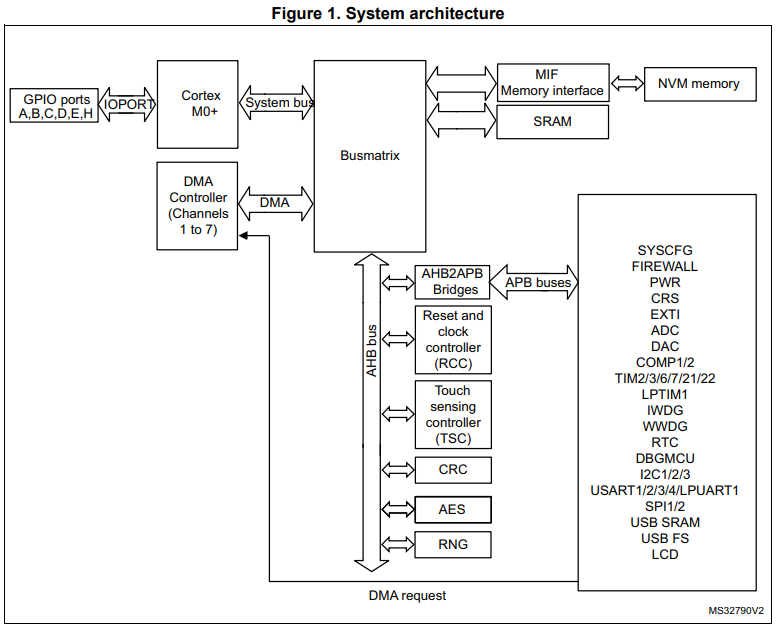 Figure 1. System architecture
GPIO ports
A,B,C,D,E,H
IOPORT
Cortex
M0+
System bus
Busmatrix
MIF
Memory interface
NVM memory
SRAM
DMA
Controller
(Channels
1 to 7)
DMA
AHB bus
AHB2APB
Bridges
APB buses
Reset and
clock
controller
(RCC)
Touch
sensing
controller
(TSC)
CRC
AES
RNG
SYSCFG
FIREWALL
PWR
CRS
EXTI
ADC
DAC
COMP1/2
TIM2/3/6/7/21/22
LPTIM1
IWDG
WWDG
RTC
DBGMCU
I2C1/2/3
USART1/2/3/4/LPUART1
SPI1/2
USB SRAM
USB FS
LCD
DMA request
MS32790V2